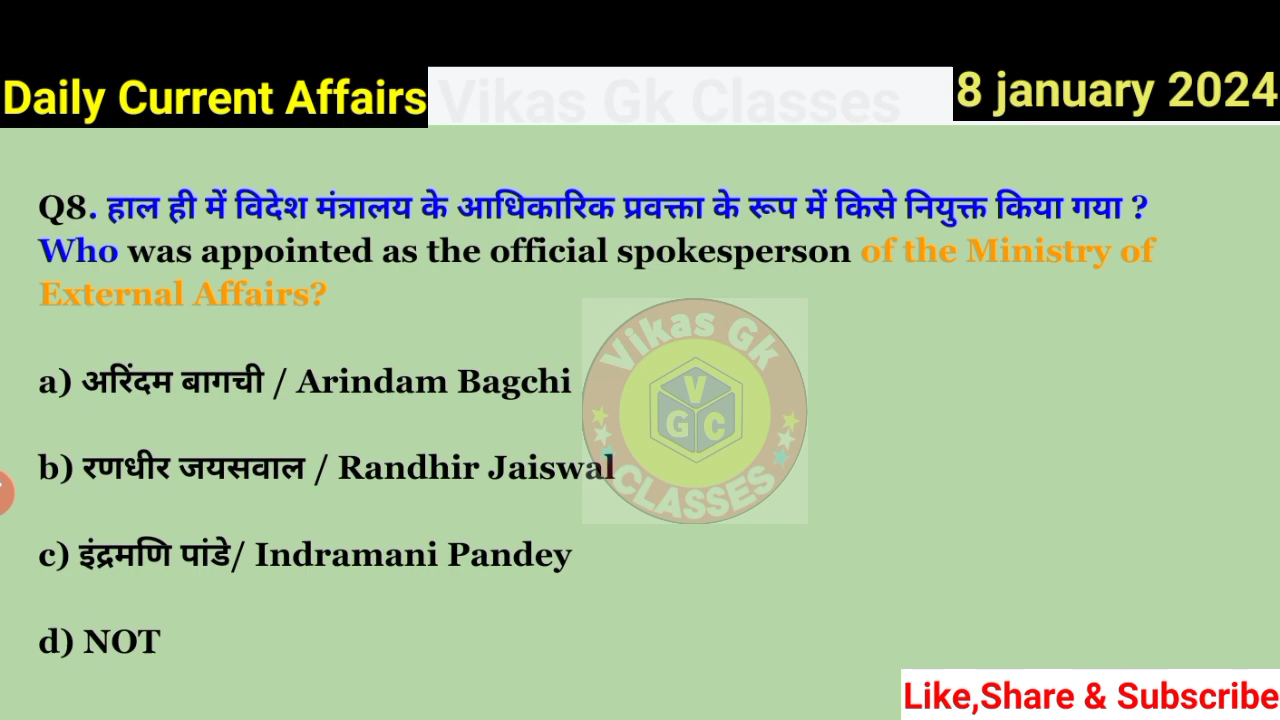 Daily Current Affairs Vikas Gk Classes 8 january 2024
Q8. हाल ही में विदेश मंत्रालय के आधिकारिक प्रवक्ता के रूप में किसे नियुक्त किया गया ?
Who was appointed as the official spokesperson of the Ministry of
External Affairs?
a) अरिंदम बागची / Arindam Bagchi
b) रणधीर जयसवाल / Randhir Jaiswal
c) इंद्रमणि पांडे/ Indramani Pandey
d) NOT
Vikas Gk
V
G C
CLASSES
Like,Share & Subscribe